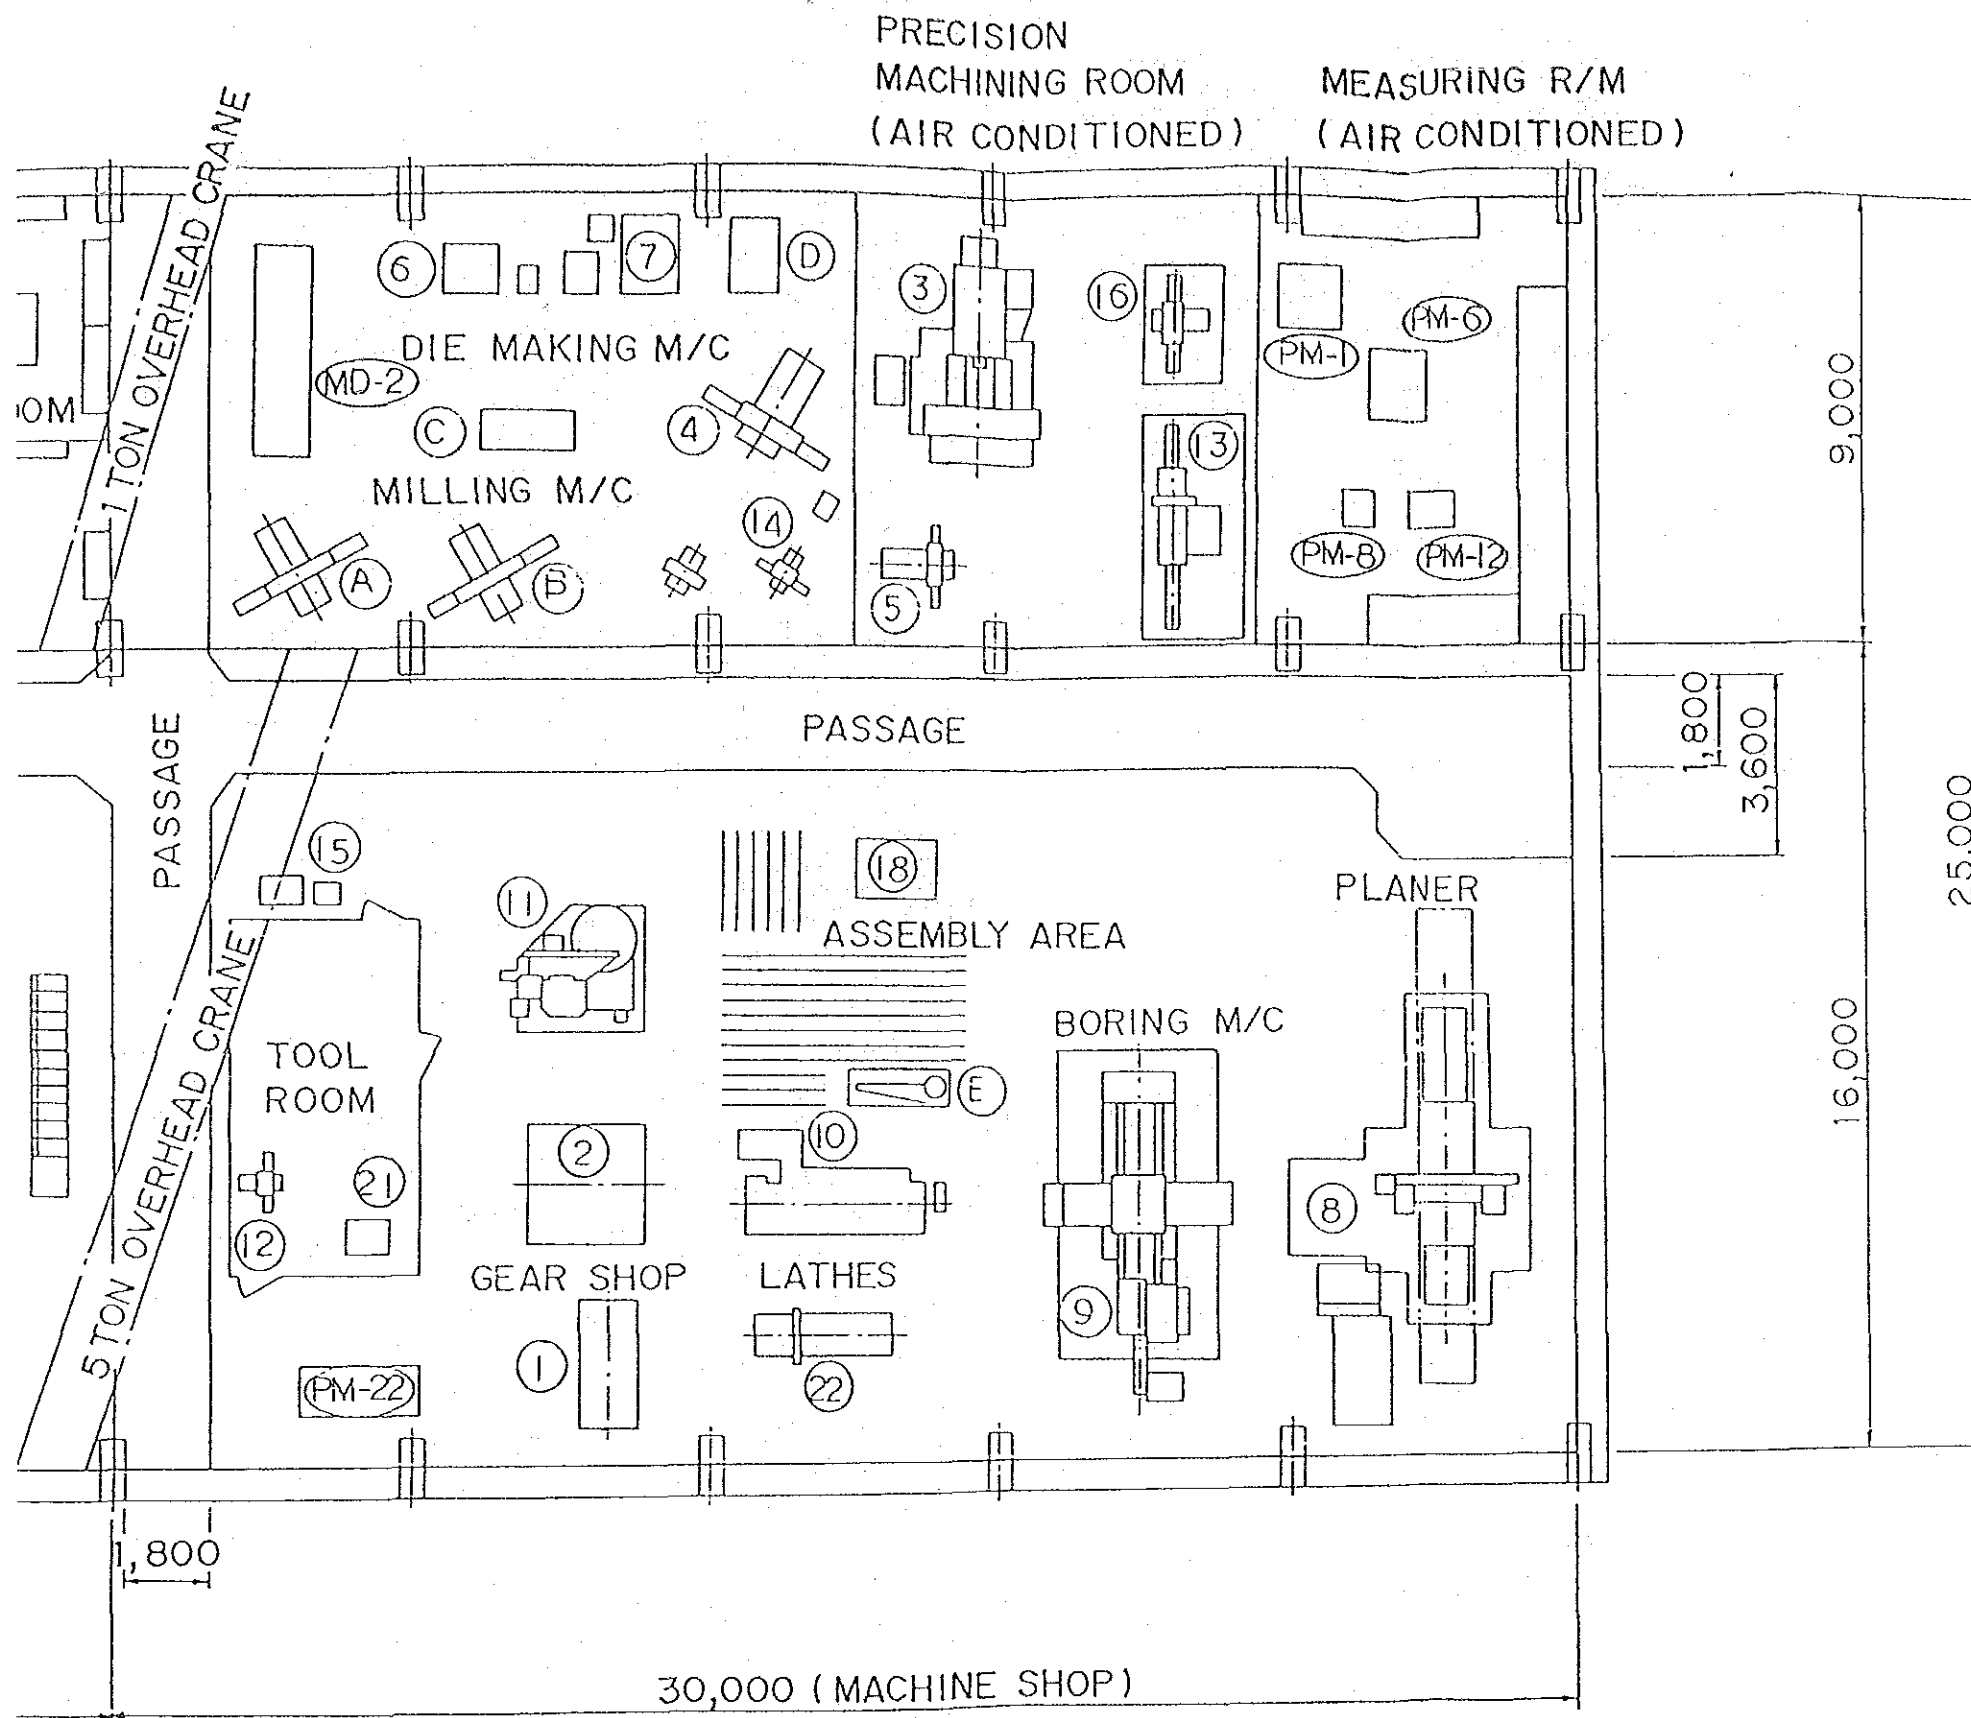 PRECISION
MACHINING ROOM
(AIR CONDITIONED)
MEASURING R/M
(AIR CONDITIONED)
1 TON OVERHEAD CRANE
6
7
D
3
16
PM-6
DIE MAKING M/C
PM-1
MD-2
OM
C
4
13
9,000
MILLING M/C
14
A
B
5
PM-8
PM-12
PASSAGE
PASSAGE
1,800
3,600
25,000
15
18
11
PLANER
ASSEMBLY AREA
5 TON OVERHEAD CRANE
BORING M/C
TOOL
ROOM
E
16,000
10
2
21
8
12
GEAR SHOP
LATHES
9
1
PM-22
22
1,800
30,000 (MACHINE SHOP)